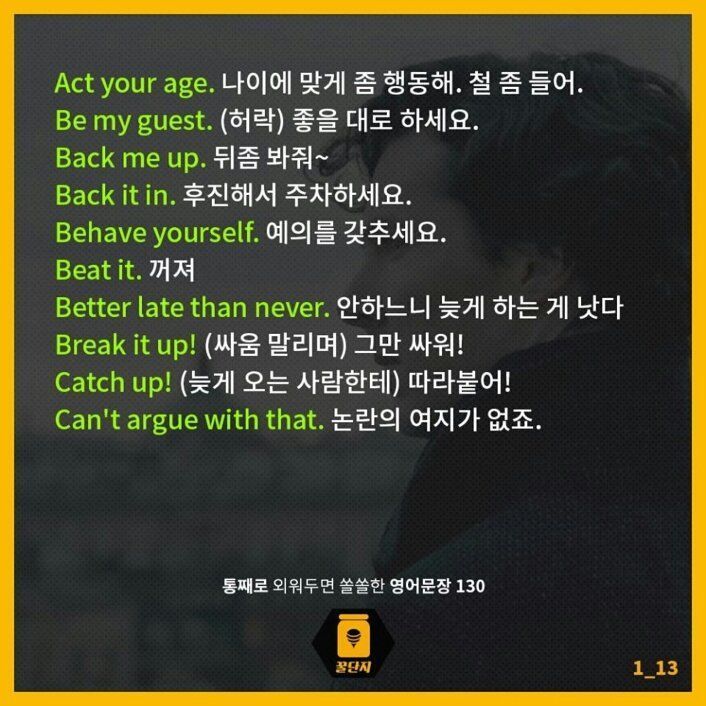 Act your age. 나이에 맞게 좀 행동해. 철 좀 들어.
Be my guest. (허락) 좋을 대로 하세요.
Back me up. 뒤좀 봐줘~
Back it in. 후진해서 주차하세요.
Behave yourself. 예의를 갖추세요.
Beat it. 꺼져
Better late than never. 안하느니 늦게 하는 게 낫다
Break it up! (싸움 말리며) 그만 싸워!
Catch up! (늦게 오는 사람한테) 따라붙어!
Can't argue with that. 논란의 여지가 없죠.
통째로 외워두면 쏠쏠한 영어문장 130
꿀단지
1_13